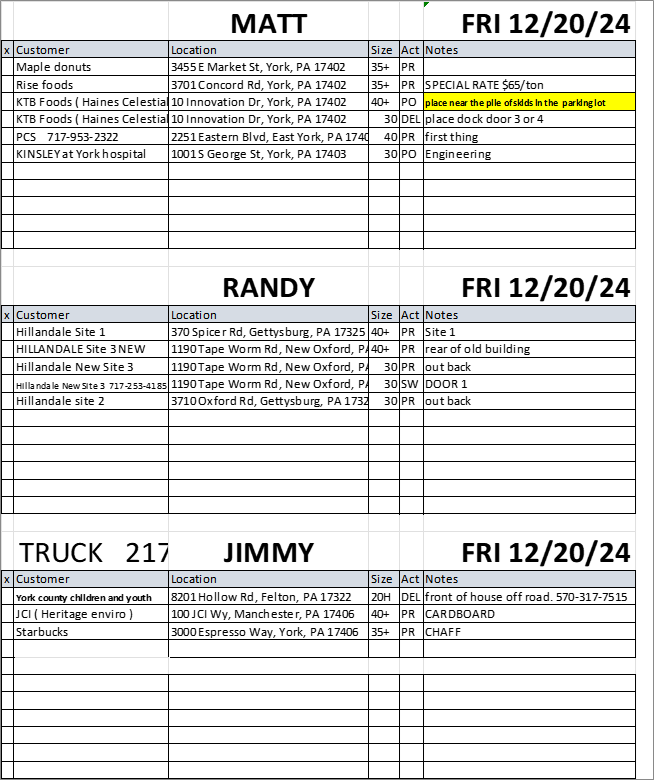 MATT FRI 12/20/24
x Customer Location Size Act Notes
Maple donuts 3455 E Market St, York, PA 17402 35+ PR
Rise foods 3701 Concord Rd, York, PA 17402 35+ PR SPECIAL RATE $65/ton
KTB Foods ( Haines Celestial 10 Innovation Dr, York, PA 17402 40+ PO place near the pile of skids in the parking lot
KTB Foods ( Haines Celestial 10 Innovation Dr, York, PA 17402 30 DEL place dock door 3 or 4
PCS 717-953-2322 2251 Eastern Blvd, East York, PA 1740 40 PR first thing
KINSLEY at York hospital 1001 S George St, York, PA 17403 30 PO Engineering
RANDY FRI 12/20/24
x Customer Location Size Act Notes
Hillandale Site 1 370 Spicer Rd, Gettysburg, PA 17325 40+ PR Site 1
HILLANDALE Site 3 NEW 1190 Tape Worm Rd, New Oxford, PA 40+ PR rear of old building
Hillandale New Site 3 1190 Tape Worm Rd, New Oxford, PA 30 PR out back
Hillandale New Site 3 717-253-4185 1190 Tape Worm Rd, New Oxford, PA 30 SW DOOR 1
Hillandale site 2 3710 Oxford Rd, Gettysburg, PA 1732 30 PR out back
TRUCK 217 JIMMY FRI 12/20/24
x Customer Location Size Act Notes
York county children and youth 8201 Hollow Rd, Felton, PA 17322 20H DEL front of house off road. 570-317-7515
JCI ( Heritage enviro ) 100 JCI Wy, Manchester, PA 17406 40+ PR CARDBOARD
Starbucks 3000 Espresso Way, York, PA 17406 35+ PR CHAFF